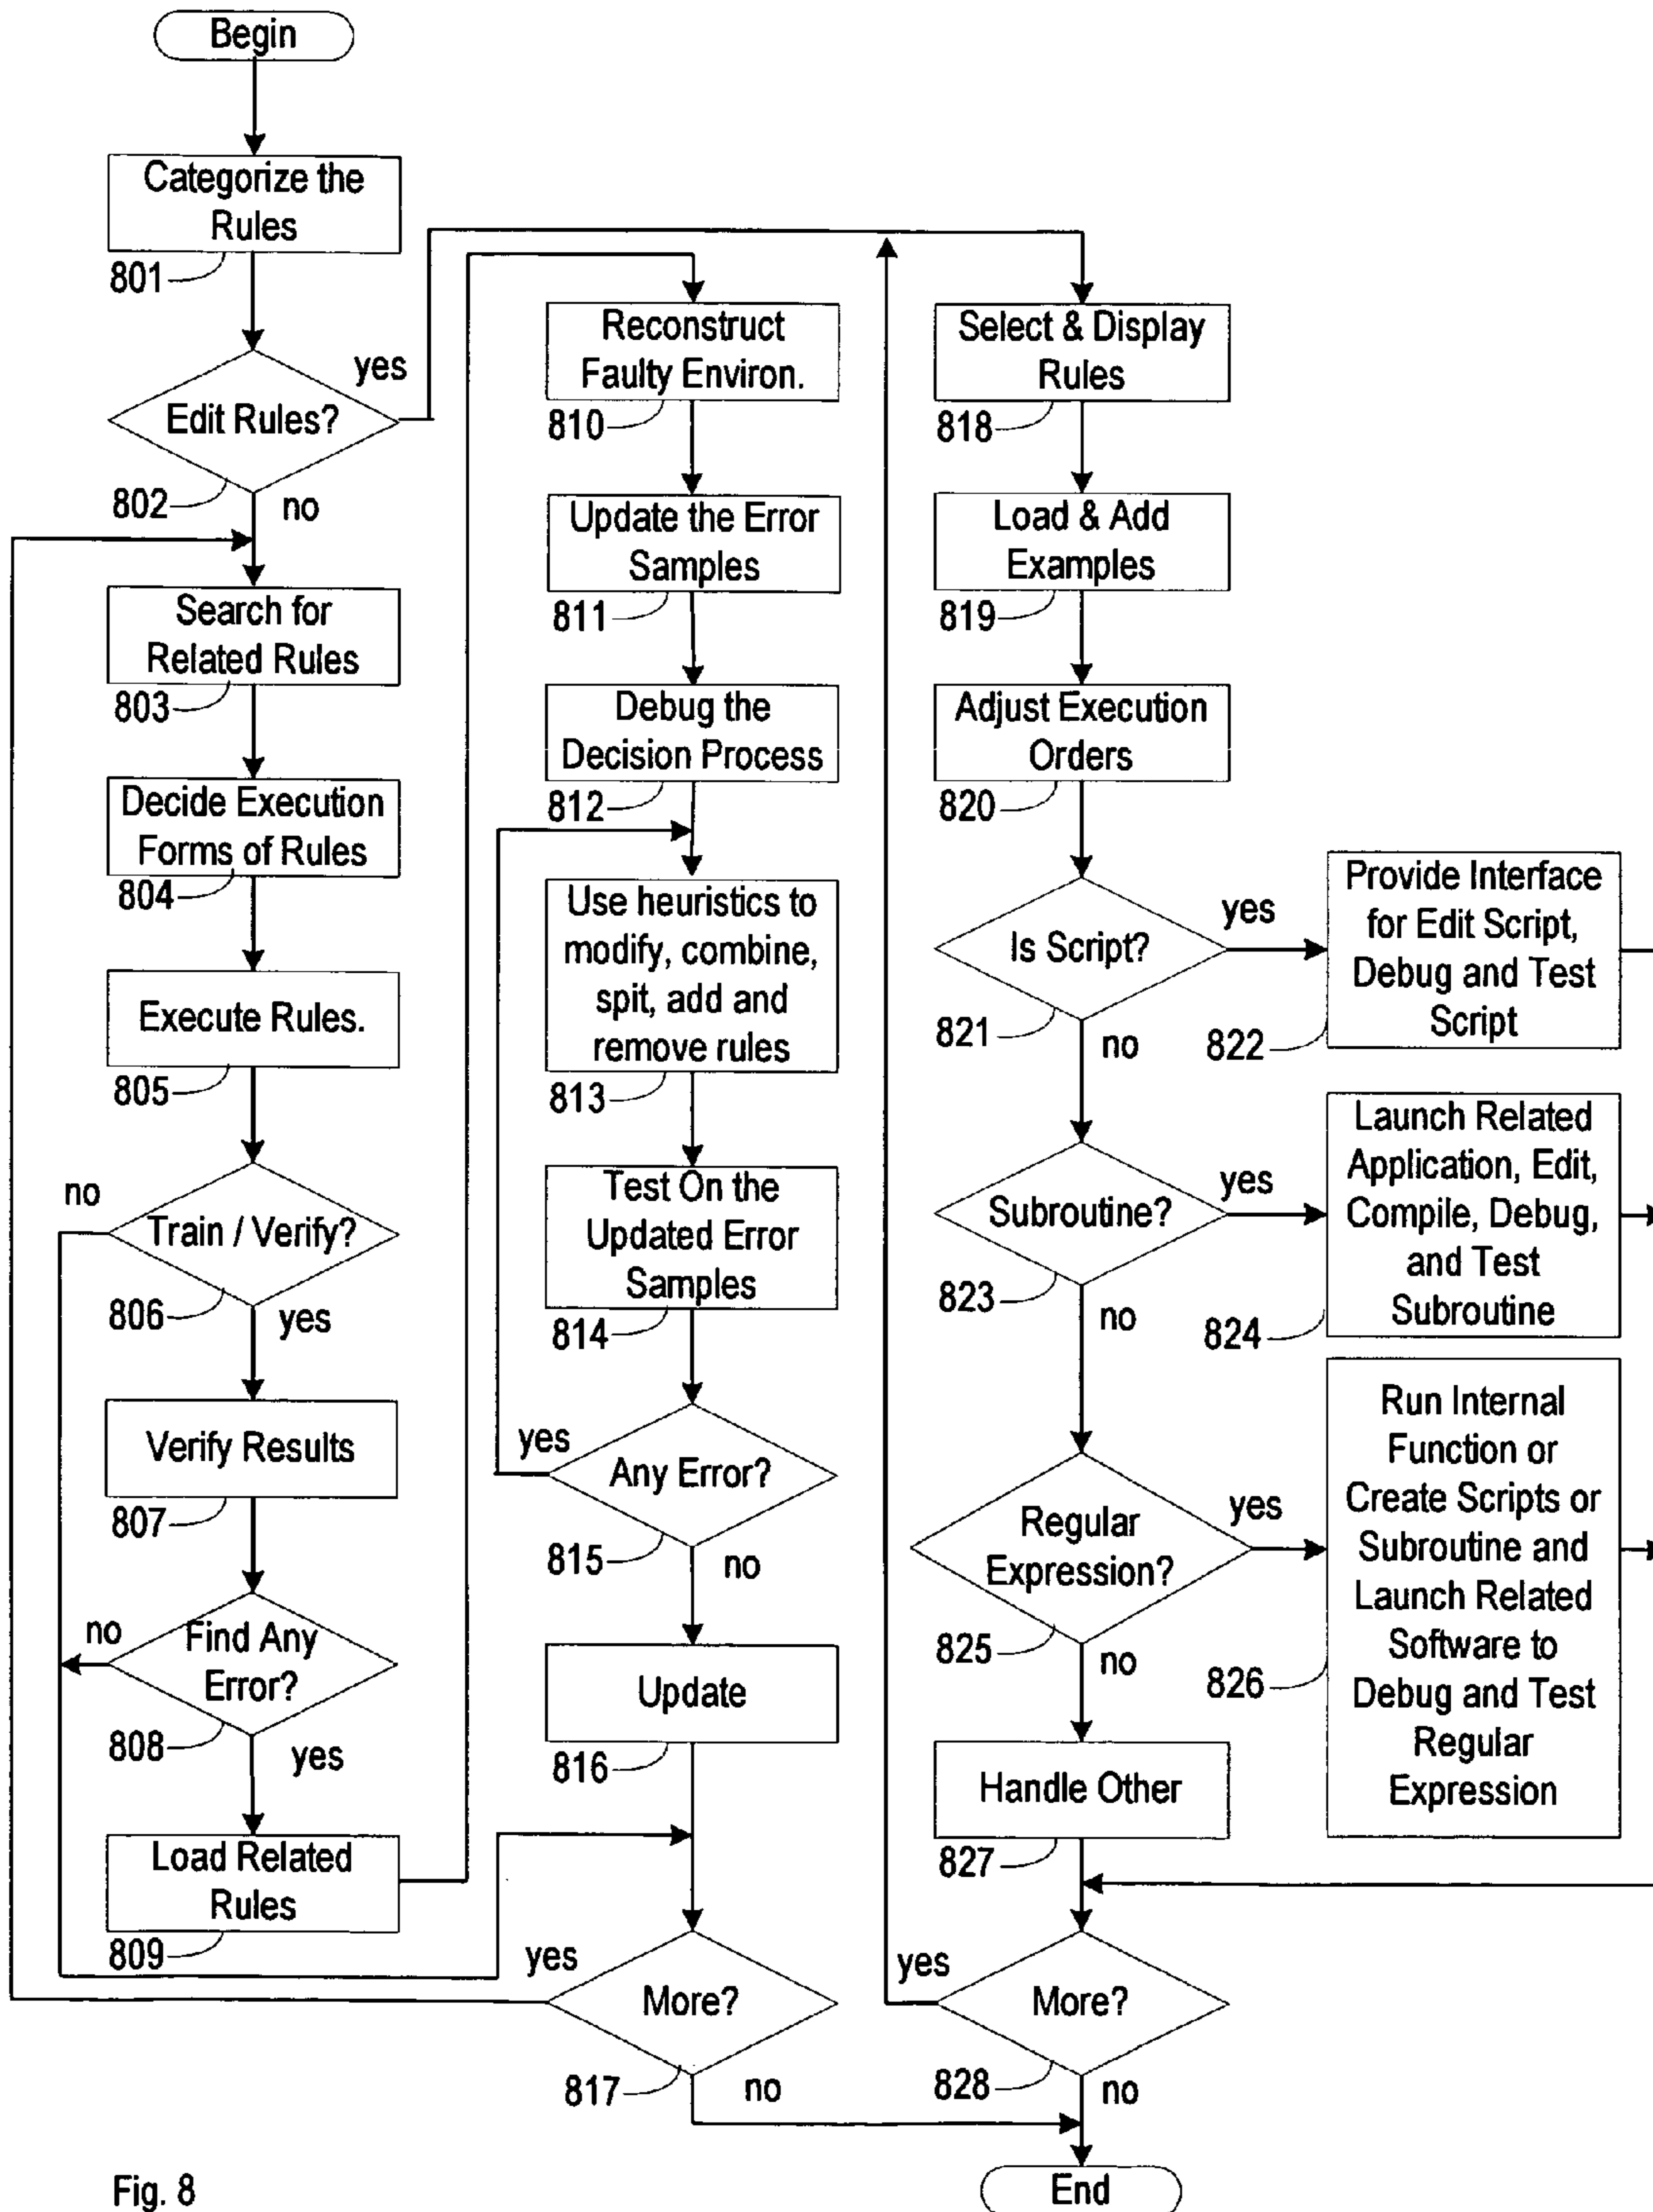 Begin
Categorize the
Rules
801
Edit Rules?
yes
802
no
Search for
Related Rules
803
Decide Execution
Forms of Rules
804
Execute Rules.
805
no
Train / Verify?
806
yes
Verify Results
807
no
Find Any
Error?
808
yes
Load Related
Rules
809
Reconstruct
Faulty Environ.
810
Update the Error
Samples
811
Debug the
Decision Process
812
Use heuristics to
modify, combine,
spit, add and
remove rules
813
Test On the
Updated Error
Samples
814
yes
Any Error?
815
no
Update
816
yes
More?
817
no
Select & Display
Rules
818
Load & Add
Examples
819
Adjust Execution
Orders
820
Is Script?
yes
821
no
Provide Interface
for Edit Script,
Debug and Test
Script
822
Subroutine?
yes
823
no
Launch Related
Application, Edit,
Compile, Debug,
and Test
Subroutine
824
Regular
Expression?
yes
825
no
Run Internal
Function or
Create Scripts or
Subroutine and
Launch Related
Software to
Debug and Test
Regular
Expression
826
Handle Other
827
yes
More?
828
no
End
Fig. 8